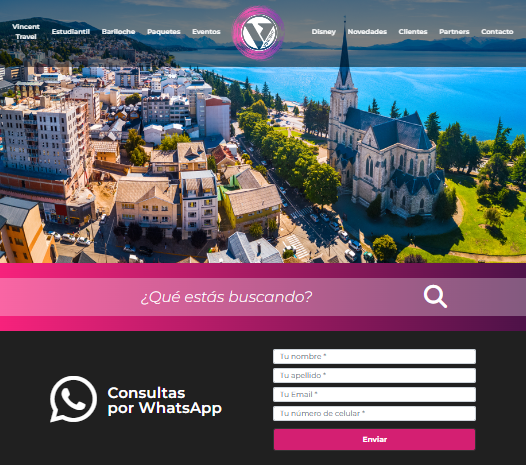 Vincent
Travel
Estudiantil
Bariloche
Paquetes
Eventos
Disney
Novedades
Clientes
Partners
Contacto
¿Qué estás buscando?
Consultas
por WhatsApp
Tu nombre *
Tu apellido *
Tu Email *
Tu número de celular *
Enviar